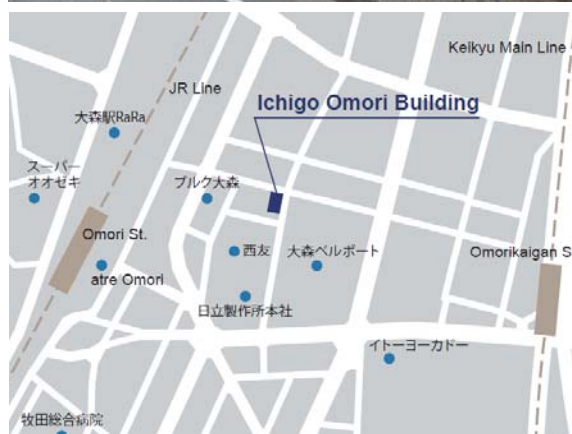 Keikyu Main Line
JR Line
Ichigo Omori Building
大森駅RaRa
スーパー
オオゼキ
ブルク大森
Omori St.
西友
大森ベルポート
Omorikaigan S
atre Omori
日立製作所本社
イトーヨーカドー
牧田総合病院